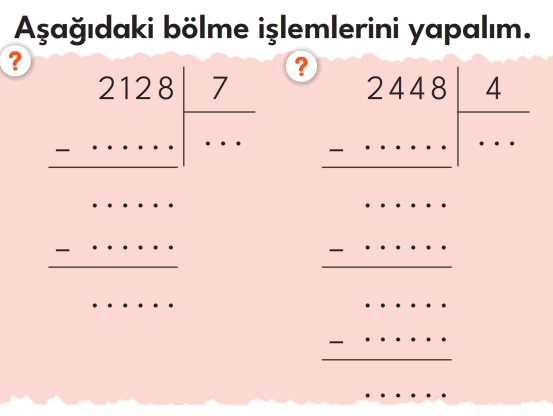 Aşağıdaki bölme işlemlerini yapalım.
? ?
2128 7 2448 4
– ...... ... – ...... ...
...... ......
– ...... – ......
...... ......
– ......
......